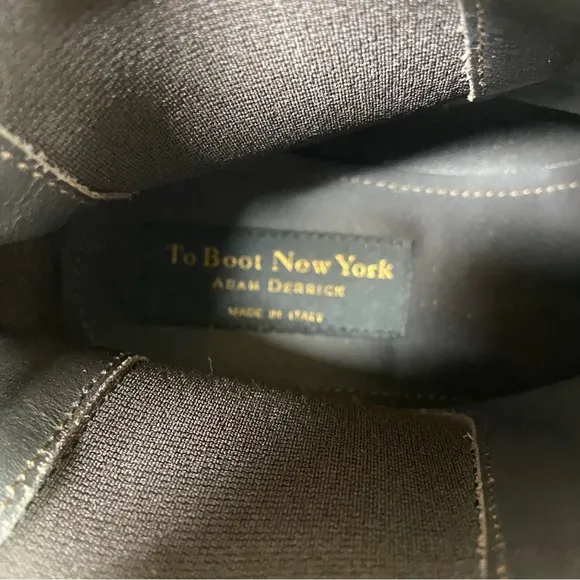 To Boot New York
ADAM DERRICK
MADE IN ITALY